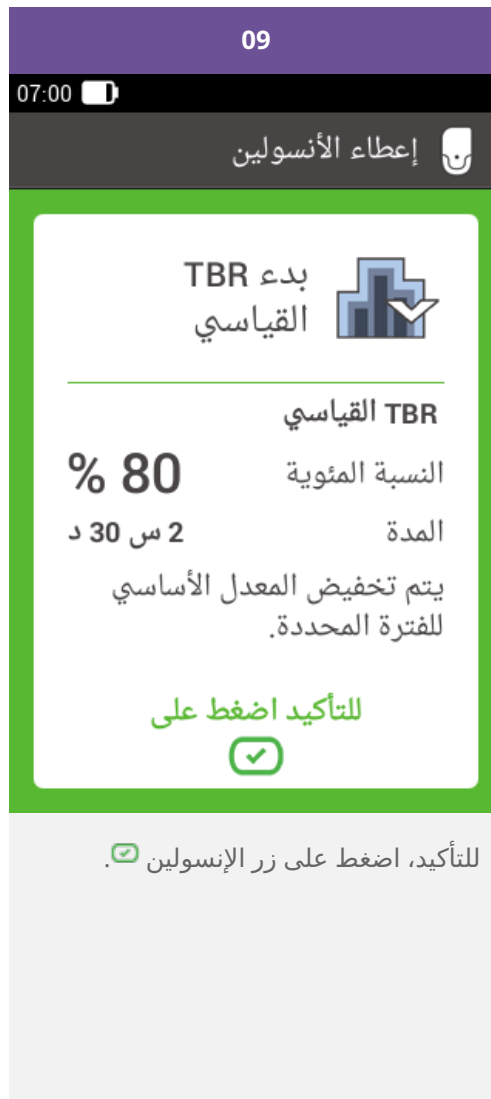 09
07:00
إعطاء الأنسولين
بدء TBR
القياسي
TBR القياسي
النسبة المئوية 80 %
المدة 2 س 30 د
يتم تخفيض المعدل الأساسي
للفترة المحددة.
للتأكيد اضغط على
للتأكيد، اضغط على زر الإنسولين .